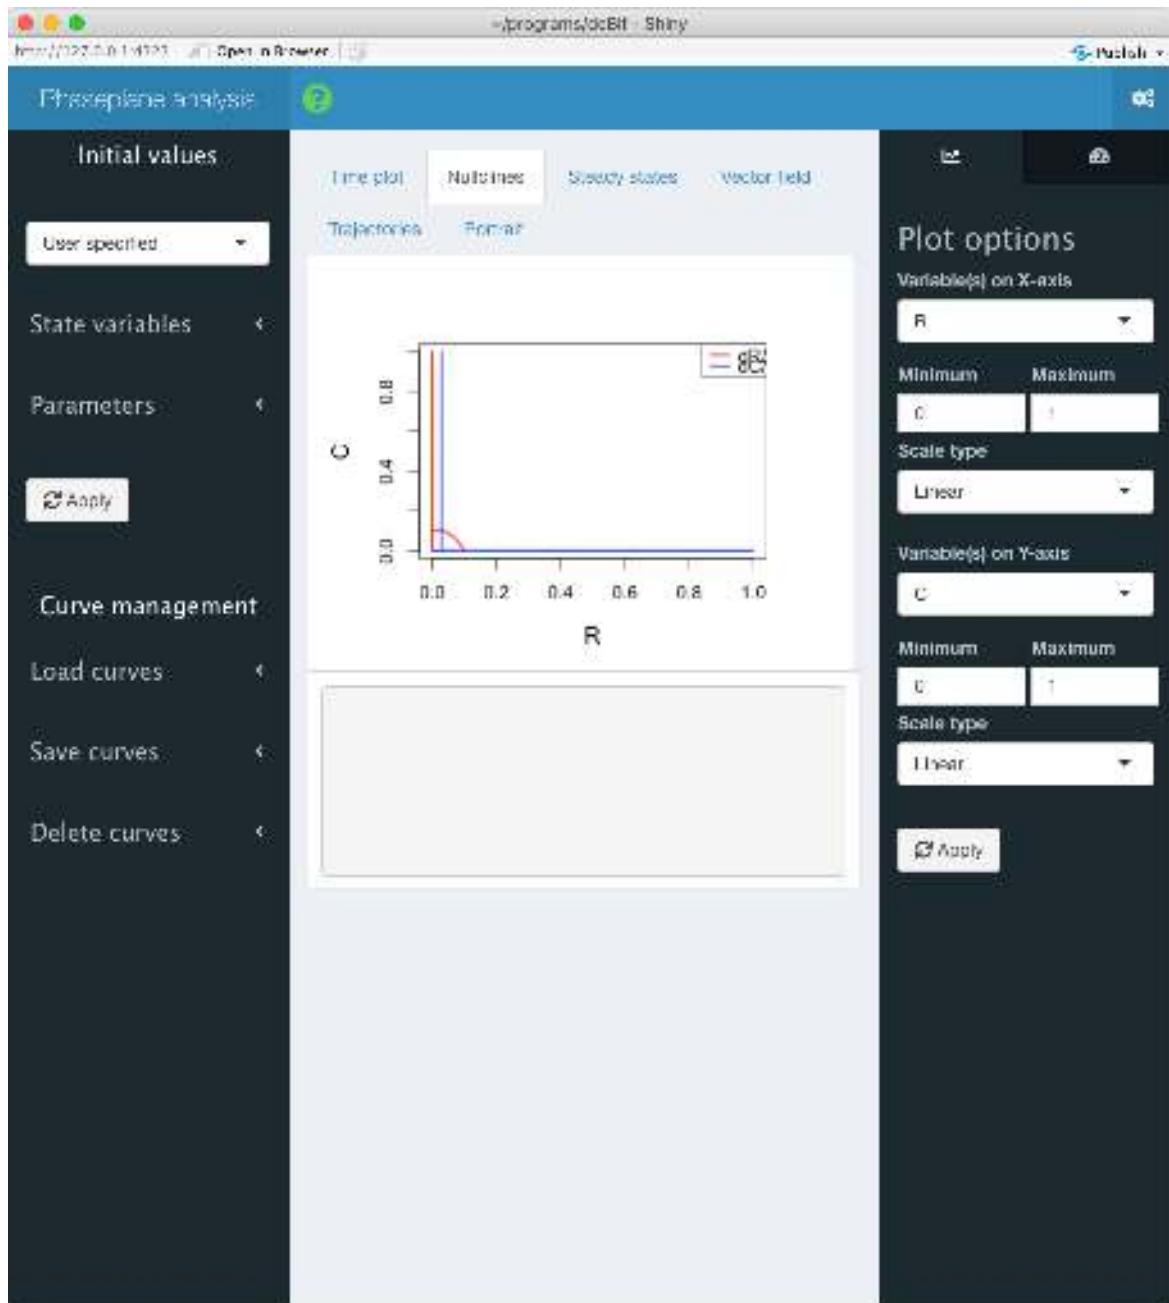 ~/programs/deBif - Shiny
Open in Browser
Publish
Phaseplane analysis
?
Initial values
User specified
State variables
Parameters
Apply
Curve management
Load curves
Save curves
Delete curves
Time plot Nullclines Steady states Vector field
Trajectories Portrait
C
0.0 0.4 0.8
0.0 0.2 0.4 0.6 0.8 1.0
R
Plot options
Variable(s) on X-axis
R
Minimum Maximum
0 1
Scale type
Linear
Variable(s) on Y-axis
C
Minimum Maximum
0 1
Scale type
Linear
Apply